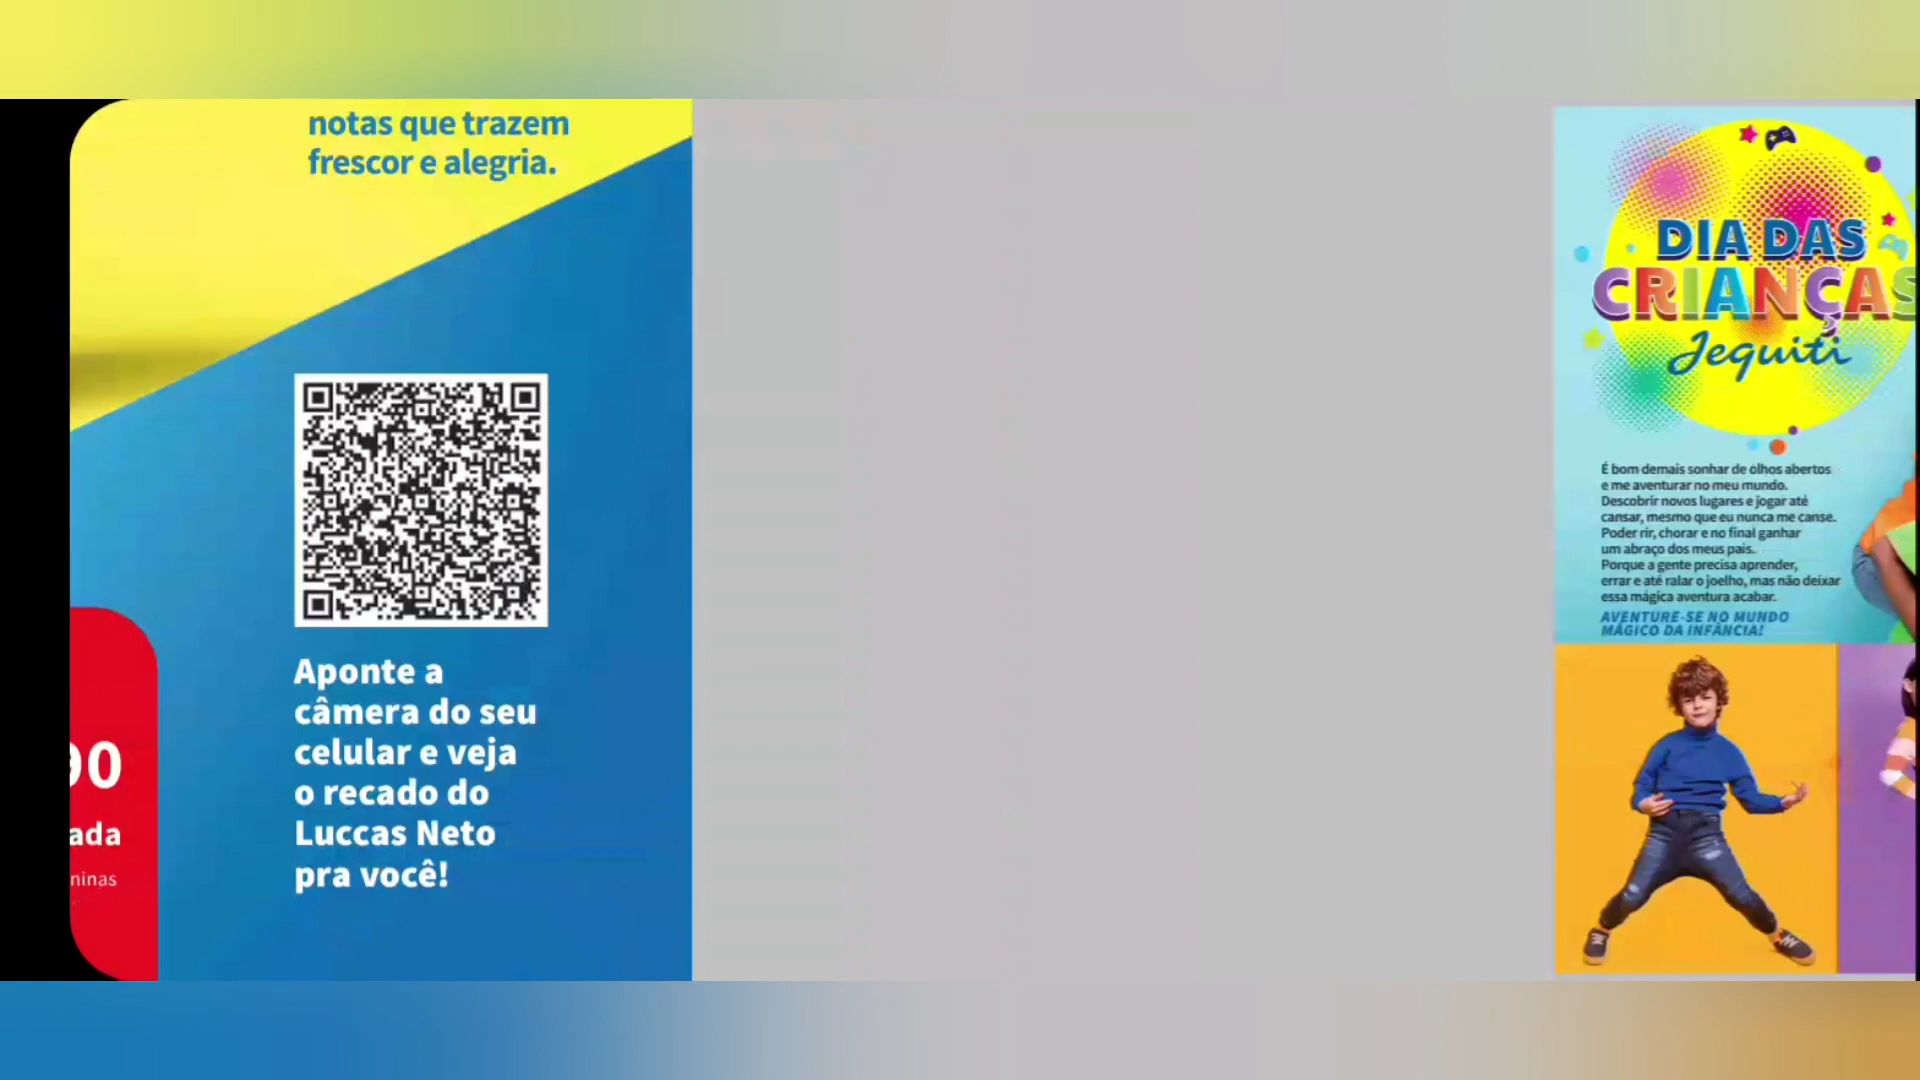 notas que trazem
frescor e alegria.
90
ada
ninas
Aponte a
câmera do seu
celular e veja
o recado do
Luccas Neto
pra você!
DIA DAS
CRIANÇAS
Jequiti
É bom demais sonhar de olhos abertos
e me aventurar no meu mundo.
Descobrir novos lugares e jogar até
cansar, mesmo que eu nunca me canse.
Poder rir, chorar e no final ganhar
um abraço dos meus pais.
Porque a gente precisa aprender,
errar e até ralar o joelho, mas não deixar
essa mágica aventura acabar.
AVENTURE-SE NO MUNDO
MÁGICO DA INFÂNCIA!